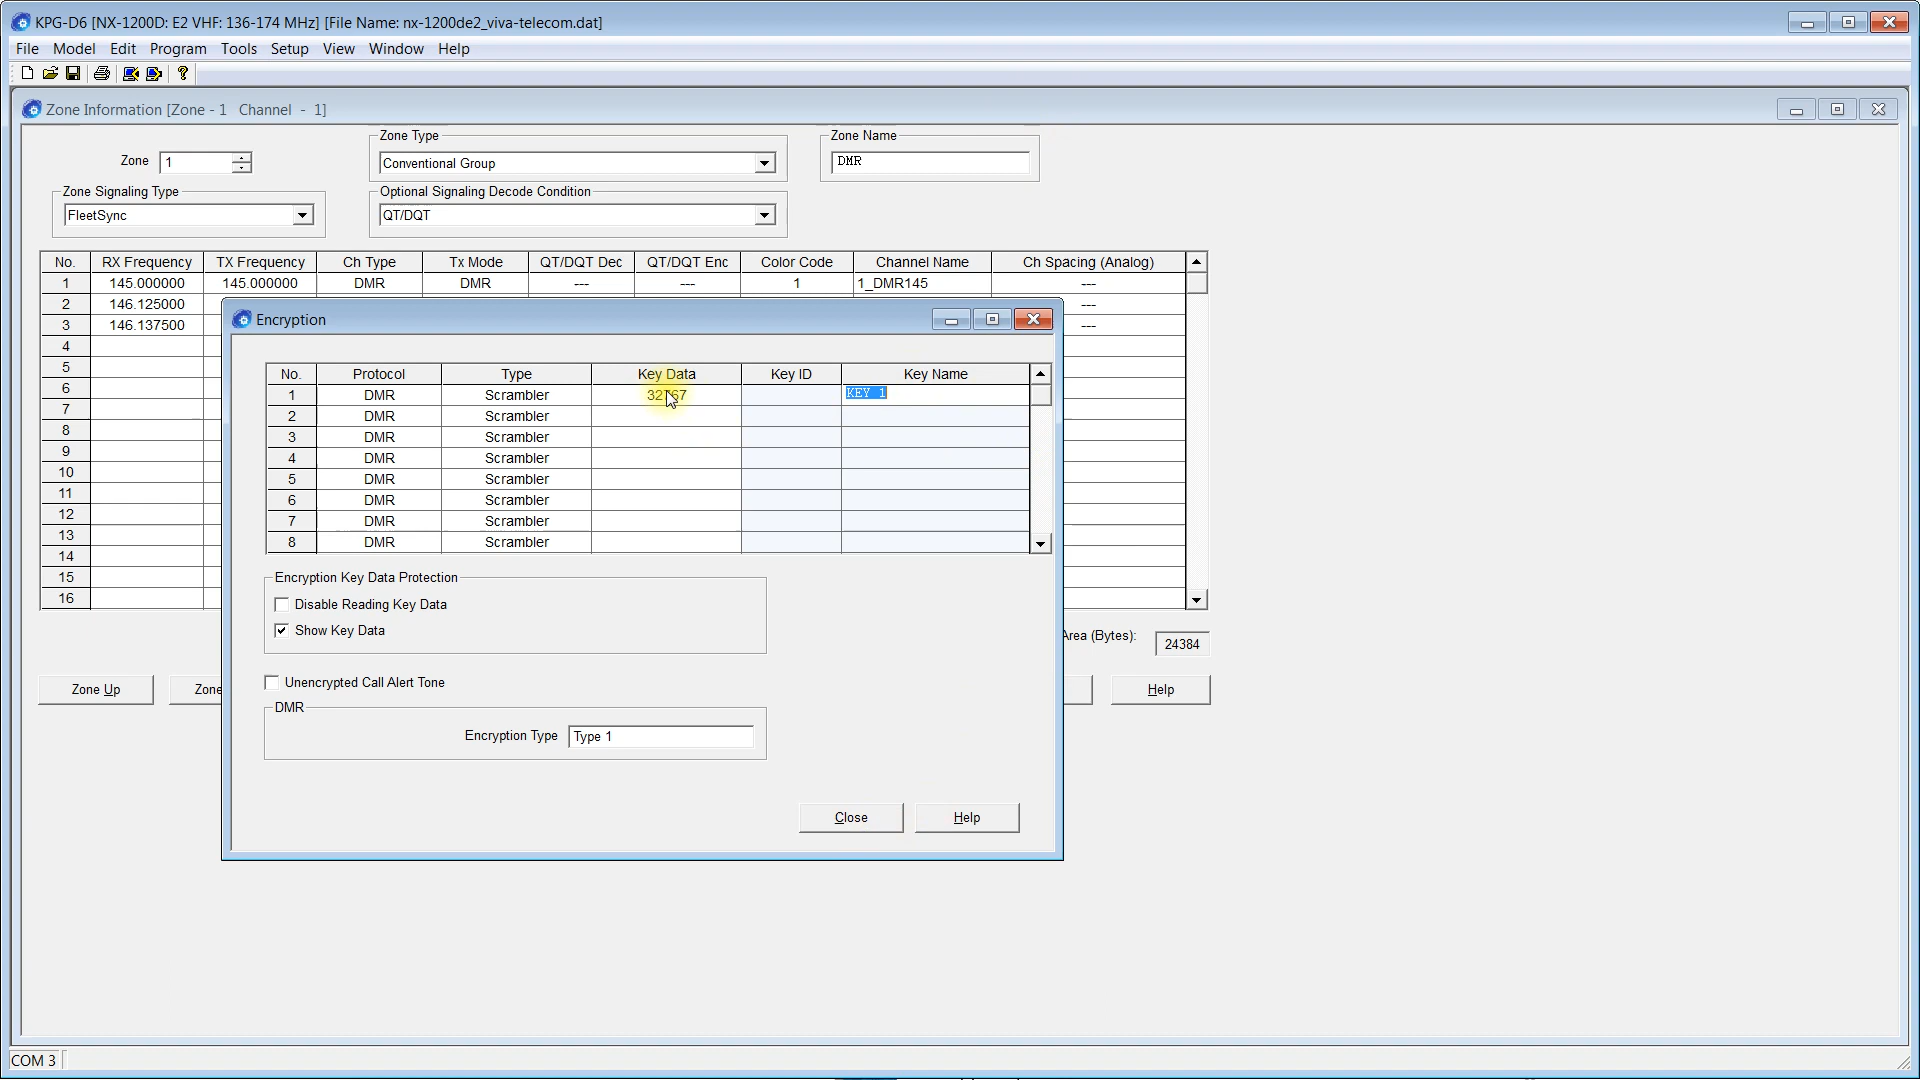 KPG-D6 [NX-1200D: E2 VHF: 136-174 MHz] [File Name: nx-1200de2_viva-telecom.dat]
File Model Edit Program Tools Setup View Window Help
Zone Information [Zone - 1 Channel - 1]
Zone Type
Zone Name
Zone 1
Conventional Group
DMR
Zone Signaling Type
Optional Signaling Decode Condition
FleetSync
QT/DQT
No. RX Frequency TX Frequency Ch Type Tx Mode QT/DQT Dec QT/DQT Enc Color Code Channel Name Ch Spacing (Analog)
1 145.000000 145.000000 DMR DMR --- --- 1 1_DMR145 ---
2 146.125000 ---
3 146.137500 ---
4
5
6
7
8
9
10
11
12
13
14
15
16
Encryption
No. Protocol Type Key Data Key ID Key Name
1 DMR Scrambler 32767 KEY 1
2 DMR Scrambler
3 DMR Scrambler
4 DMR Scrambler
5 DMR Scrambler
6 DMR Scrambler
7 DMR Scrambler
8 DMR Scrambler
Encryption Key Data Protection
Disable Reading Key Data
Show Key Data
Unencrypted Call Alert Tone
DMR
Encryption Type Type 1
Close Help
Area (Bytes): 24384
Zone Up Zone Help
COM 3